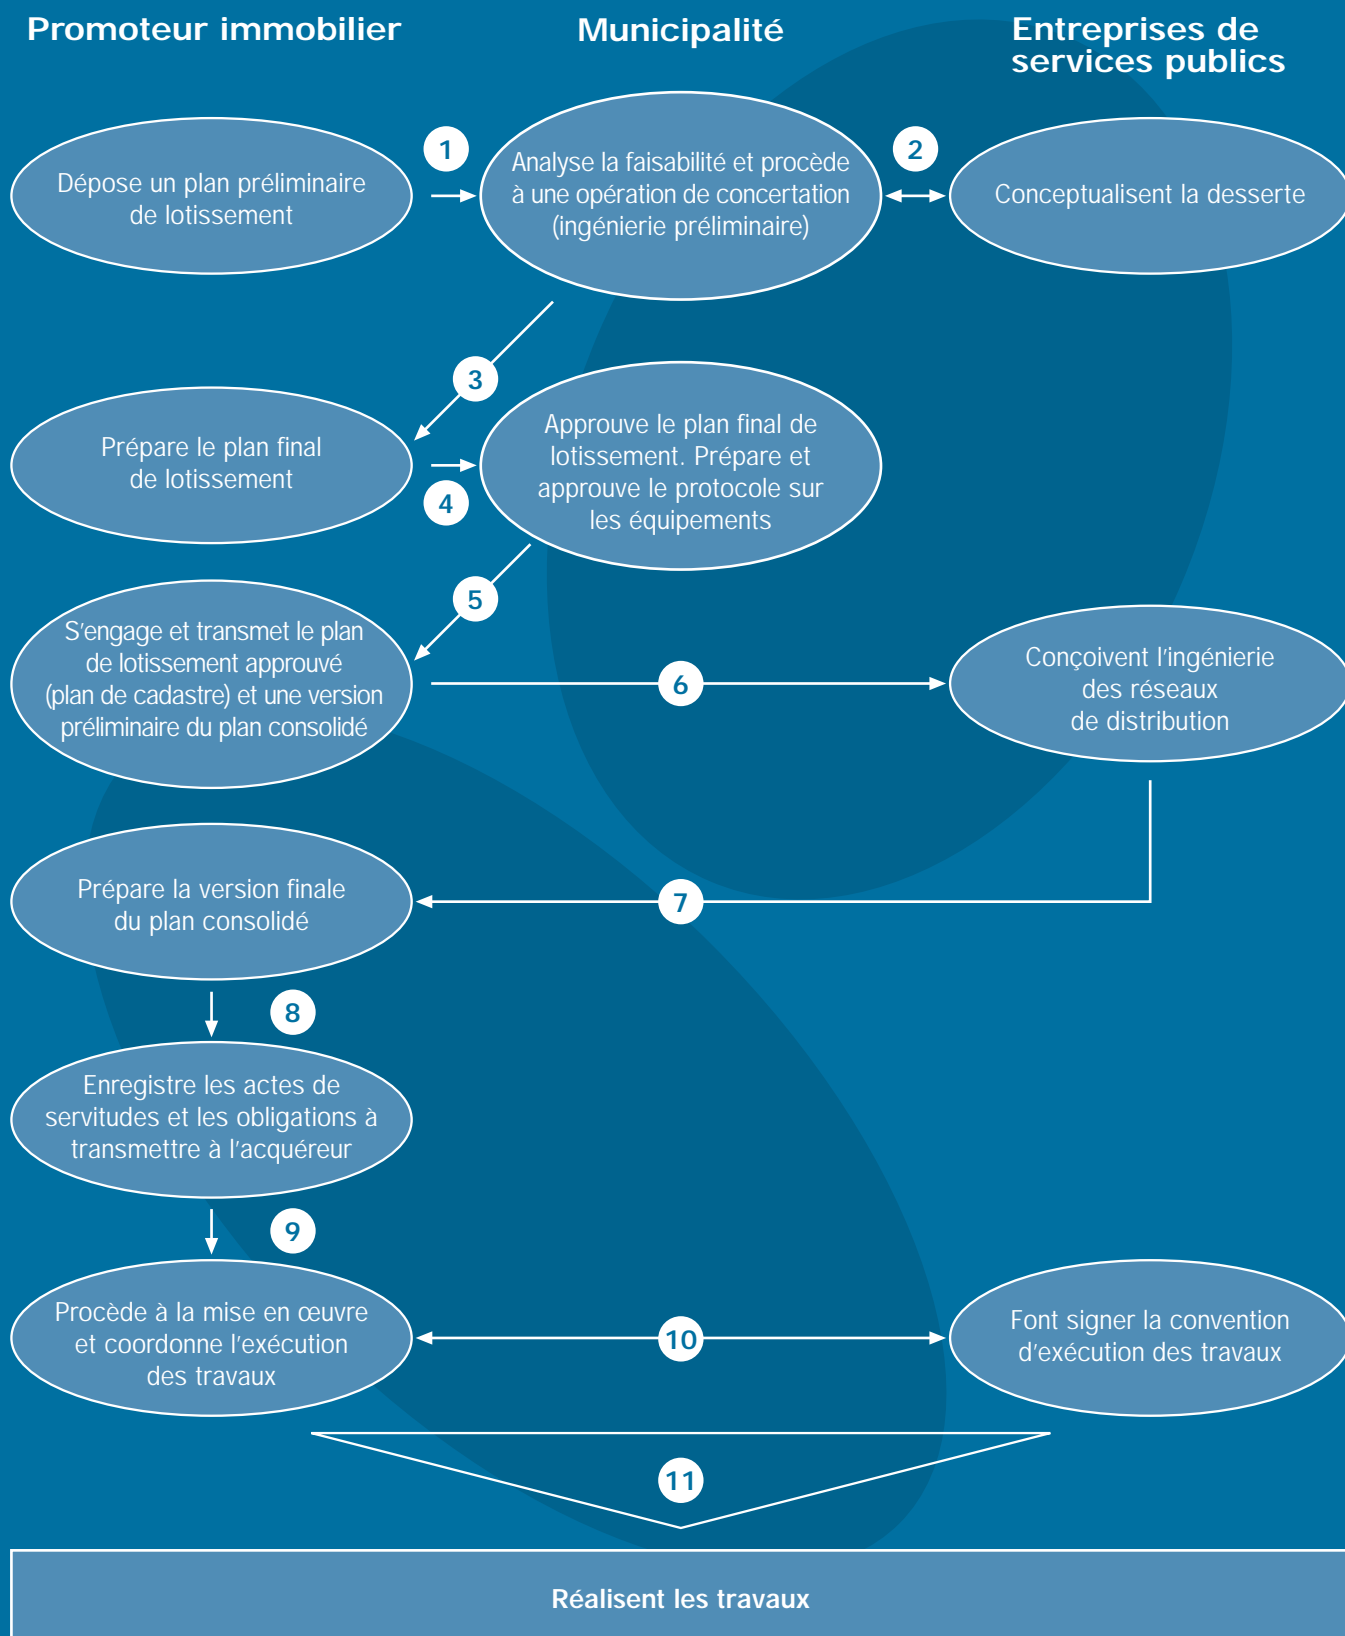 Promoteur immobilier
Municipalité
Entreprises de
services publics
Dépose un plan préliminaire
de lotissement
1
Analyse la faisabilité et procède
à une opération de concertation
(ingénierie préliminaire)
2
Conceptualisent la desserte
3
Prépare le plan final
de lotissement
4
Approuve le plan final de
lotissement. Prépare et
approuve le protocole sur
les équipements
5
S'engage et transmet le plan
de lotissement approuvé
(plan de cadastre) et une version
préliminaire du plan consolidé
6
Conçoivent l'ingénierie
des réseaux
de distribution
Prépare la version finale
du plan consolidé
7
8
Enregistre les actes de
servitudes et les obligations à
transmettre à l'acquéreur
9
Procède à la mise en œuvre
et coordonne l'exécution
des travaux
10
Font signer la convention
d'exécution des travaux
11
Réalisent les travaux